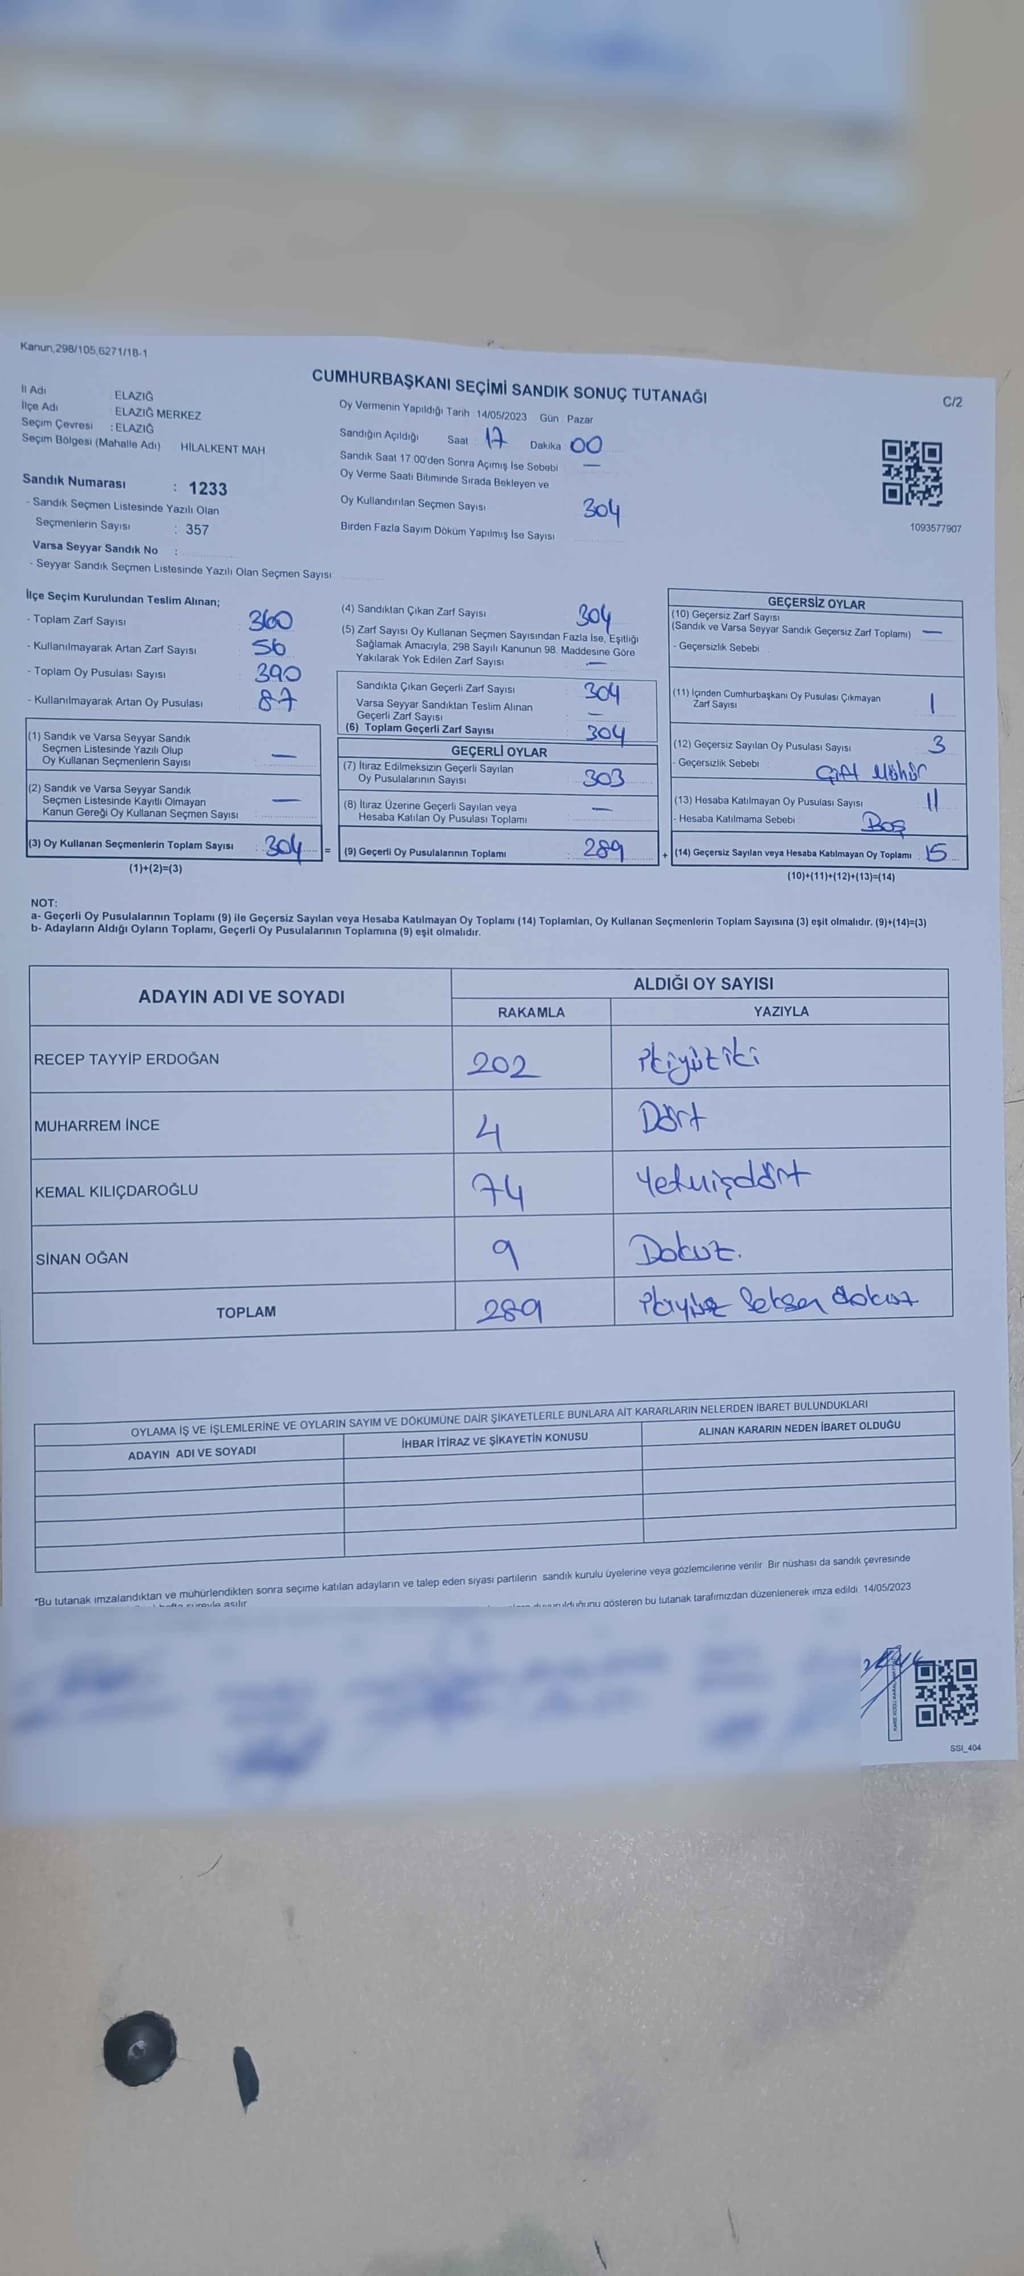 Kanun,298/105,6271/18-1
CUMHURBAŞKANI SEÇİMİ SANDIK SONUÇ TUTANAĞI
C/2
İl Adı ELAZIĞ
İlçe Adı ELAZIĞ MERKEZ
Seçim Çevresi : ELAZIĞ
Seçim Bölgesi (Mahalle Adı) HİLALKENT MAH
Sandık Numarası : 1233
- Sandık Seçmen Listesinde Yazılı Olan
Seçmenlerin Sayısı : 357
Varsa Seyyar Sandık No :
- Seyyar Sandık Seçmen Listesinde Yazılı Olan Seçmen Sayısı
Oy Vermenin Yapıldığı Tarih 14/05/2023 Gün Pazar
Sandığın Açıldığı Saat 17 Dakika 00
Sandık Saat 17 00'den Sonra Açımış İse Sebebi —
Oy Verme Saati Bitiminde Sırada Bekleyen ve
Oy Kullandırılan Seçmen Sayısı 304
Birden Fazla Sayım Döküm Yapılmış İse Sayısı
1093577907
İlçe Seçim Kurulundan Teslim Alınan;
- Toplam Zarf Sayısı 360
- Kullanılmayarak Artan Zarf Sayısı 56
- Toplam Oy Pusulası Sayısı 390
- Kullanılmayarak Artan Oy Pusulası 87
(1) Sandık ve Varsa Seyyar Sandık
Seçmen Listesinde Yazılı Olup
Oy Kullanan Seçmenlerin Sayısı —
(2) Sandık ve Varsa Seyyar Sandık
Seçmen Listesinde Kayıtlı Olmayan
Kanun Gereği Oy Kullanan Seçmen Sayısı —
(3) Oy Kullanan Seçmenlerin Toplam Sayısı 304 =
(1)+(2)=(3)
(4) Sandıktan Çıkan Zarf Sayısı 304
(5) Zarf Sayısı Oy Kullanan Seçmen Sayısından Fazla İse, Eşitliği
Sağlamak Amacıyla, 298 Sayılı Kanunun 98. Maddesine Göre
Yakılarak Yok Edilen Zarf Sayısı —
Sandıkta Çıkan Geçerli Zarf Sayısı 304
Varsa Seyyar Sandıktan Teslim Alınan
Geçerli Zarf Sayısı —
(6) Toplam Geçerli Zarf Sayısı 304
GEÇERLİ OYLAR
(7) İtiraz Edilmeksizin Geçerli Sayılan
Oy Pusulalarının Sayısı 303
(8) İtiraz Üzerine Geçerli Sayılan veya
Hesaba Katılan Oy Pusulası Toplamı —
(9) Geçerli Oy Pusulalarının Toplamı 289 +
GEÇERSİZ OYLAR
(10) Geçersiz Zarf Sayısı
(Sandık ve Varsa Seyyar Sandık Geçersiz Zarf Toplamı) —
- Geçersizlik Sebebi
(11) İçinden Cumhurbaşkanı Oy Pusulası Çıkmayan
Zarf Sayısı 1
(12) Geçersiz Sayılan Oy Pusulası Sayısı 3
- Geçersizlik Sebebi Çift Mühür
(13) Hesaba Katılmayan Oy Pusulası Sayısı 11
- Hesaba Katılmama Sebebi Boş
(14) Geçersiz Sayılan veya Hesaba Katılmayan Oy Toplamı 15
(10)+(11)+(12)+(13)=(14)
NOT:
a- Geçerli Oy Pusulalarının Toplamı (9) ile Geçersiz Sayılan veya Hesaba Katılmayan Oy Toplamı (14) Toplamları, Oy Kullanan Seçmenlerin Toplam Sayısına (3) eşit olmalıdır. (9)+(14)=(3)
b- Adayların Aldığı Oyların Toplamı, Geçerli Oy Pusulalarının Toplamına (9) eşit olmalıdır.
ADAYIN ADI VE SOYADI ALDIĞI OY SAYISI
RAKAMLA YAZIYLA
RECEP TAYYİP ERDOĞAN 202 İkiyüziki
MUHARREM İNCE 4 Dört
KEMAL KILIÇDAROĞLU 74 Yetmişdört
SİNAN OĞAN 9 Dokuz.
TOPLAM 289 İkiyüz Seksen dokuz
OYLAMA İŞ VE İŞLEMLERİNE VE OYLARIN SAYIM VE DÖKÜMÜNE DAİR ŞİKAYETLERLE BUNLARA AİT KARARLARIN NELERDEN İBARET BULUNDUKLARI
ADAYIN ADI VE SOYADI İHBAR İTİRAZ VE ŞİKAYETİN KONUSU ALINAN KARARIN NEDEN İBARET OLDUĞU
*Bu tutanak imzalandıktan ve mühürlendikten sonra seçime katılan adayların ve talep eden siyasi partilerin sandık kurulu üyelerine veya gözlemcilerine verilir. Bir nüshası da sandık çevresinde
hafta süreyle asılır duyurulduğunu gösteren bu tutanak tarafımızdan düzenlenerek imza edildi 14/05/2023
SSI_404